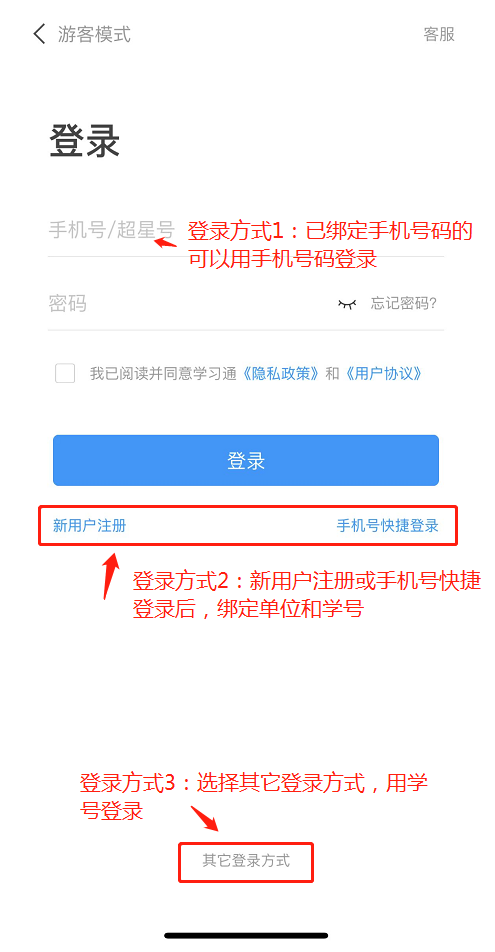 游客模式
客服
登录
手机号/超星号
登录方式1：已绑定手机号码的
可以用手机号码登录
密码
忘记密码?
我已阅读并同意学习通《隐私政策》和《用户协议》
登录
新用户注册
手机号快捷登录
登录方式2：新用户注册或手机号快捷
登录后，绑定单位和学号
登录方式3：选择其它登录方式，用学
号登录
其它登录方式